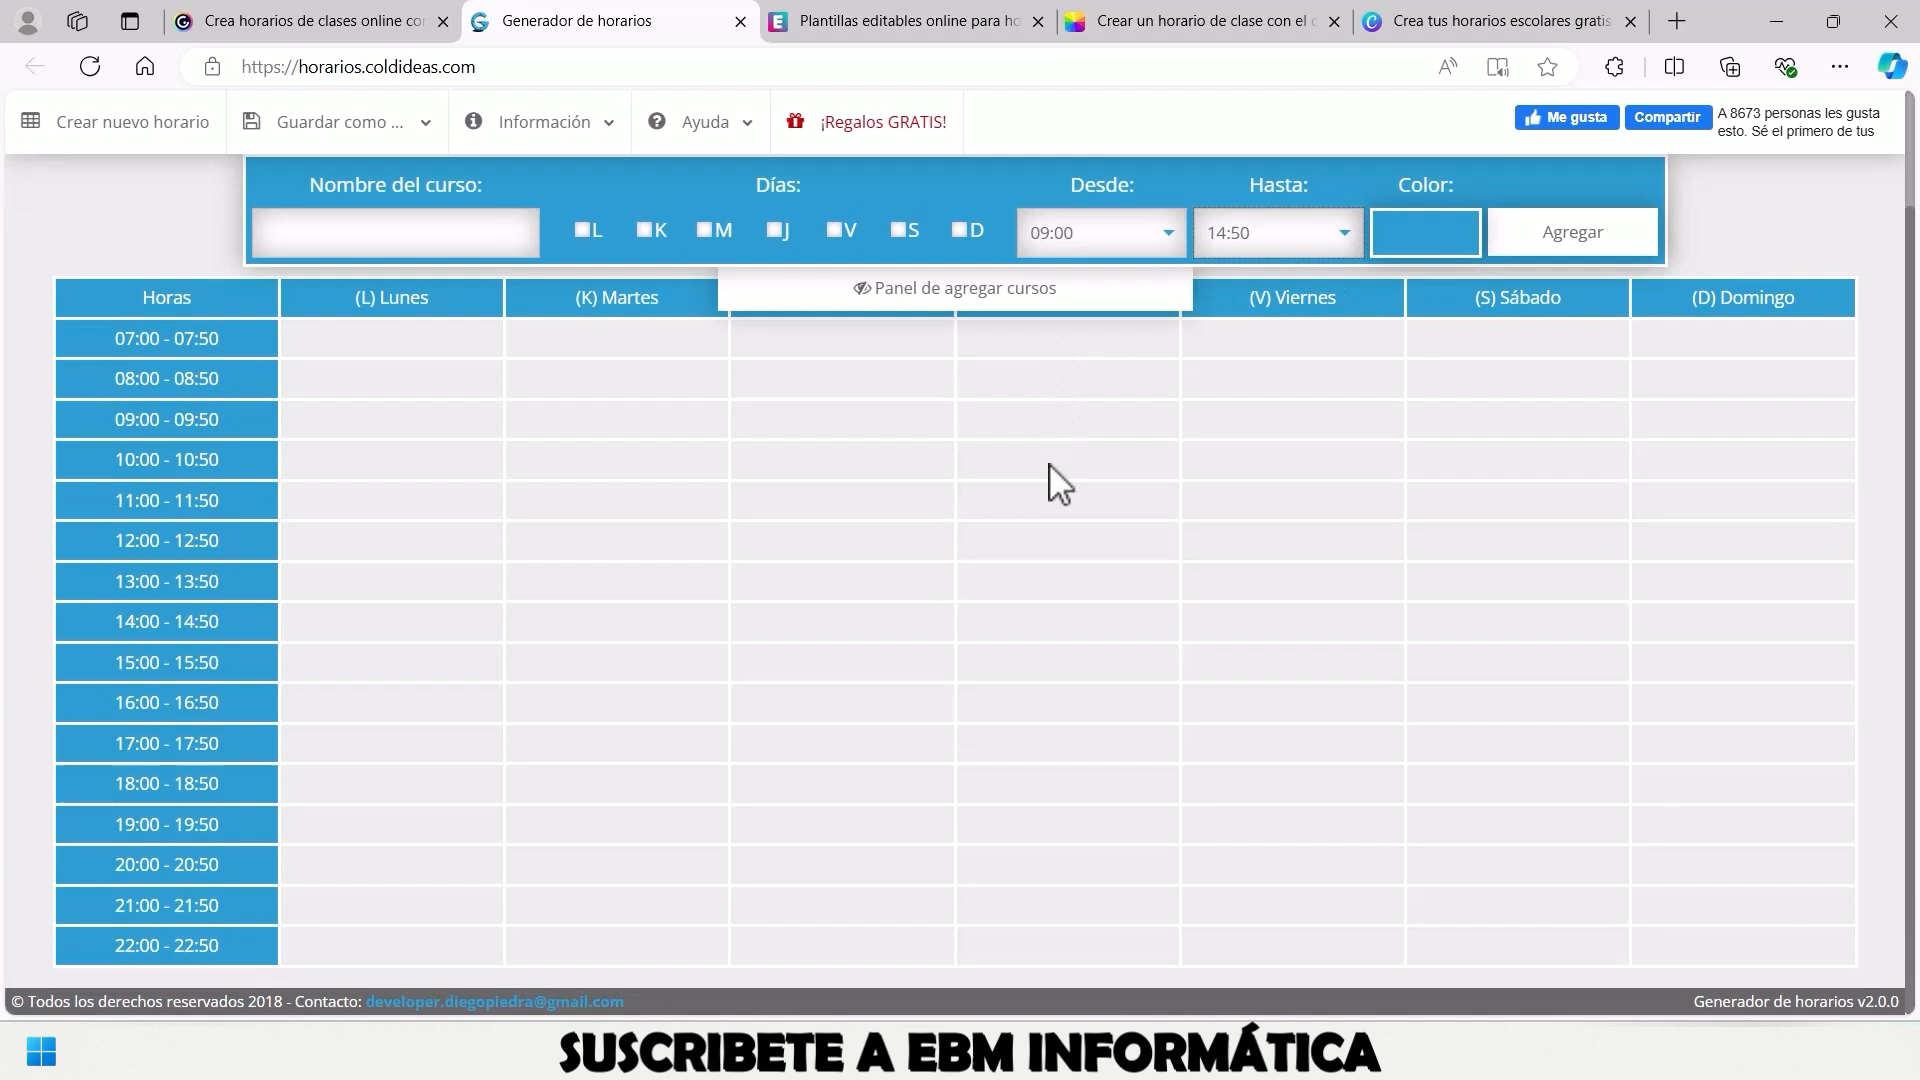 Crea horarios de clases online co
Generador de horarios
Plantillas editables online para ho
Crear un horario de clase con el c
Crea tus horarios escolares gratis
https://horarios.coldideas.com
Crear nuevo horario
Guardar como ...
Información
Ayuda
¡Regalos GRATIS!
Me gusta
Compartir
A 8673 personas les gusta
esto. Sé el primero de tus
Nombre del curso:
Días:
Desde:
Hasta:
Color:
L
K
M
J
V
S
D
09:00
14:50
Agregar
Panel de agregar cursos
Horas
(L) Lunes
(K) Martes
(V) Viernes
(S) Sábado
(D) Domingo
07:00 - 07:50
08:00 - 08:50
09:00 - 09:50
10:00 - 10:50
11:00 - 11:50
12:00 - 12:50
13:00 - 13:50
14:00 - 14:50
15:00 - 15:50
16:00 - 16:50
17:00 - 17:50
18:00 - 18:50
19:00 - 19:50
20:00 - 20:50
21:00 - 21:50
22:00 - 22:50
© Todos los derechos reservados 2018 - Contacto: developer.diegopiedra@gmail.com
Generador de horarios v2.0.0
SUSCRIBETE A EBM INFORMÁTICA